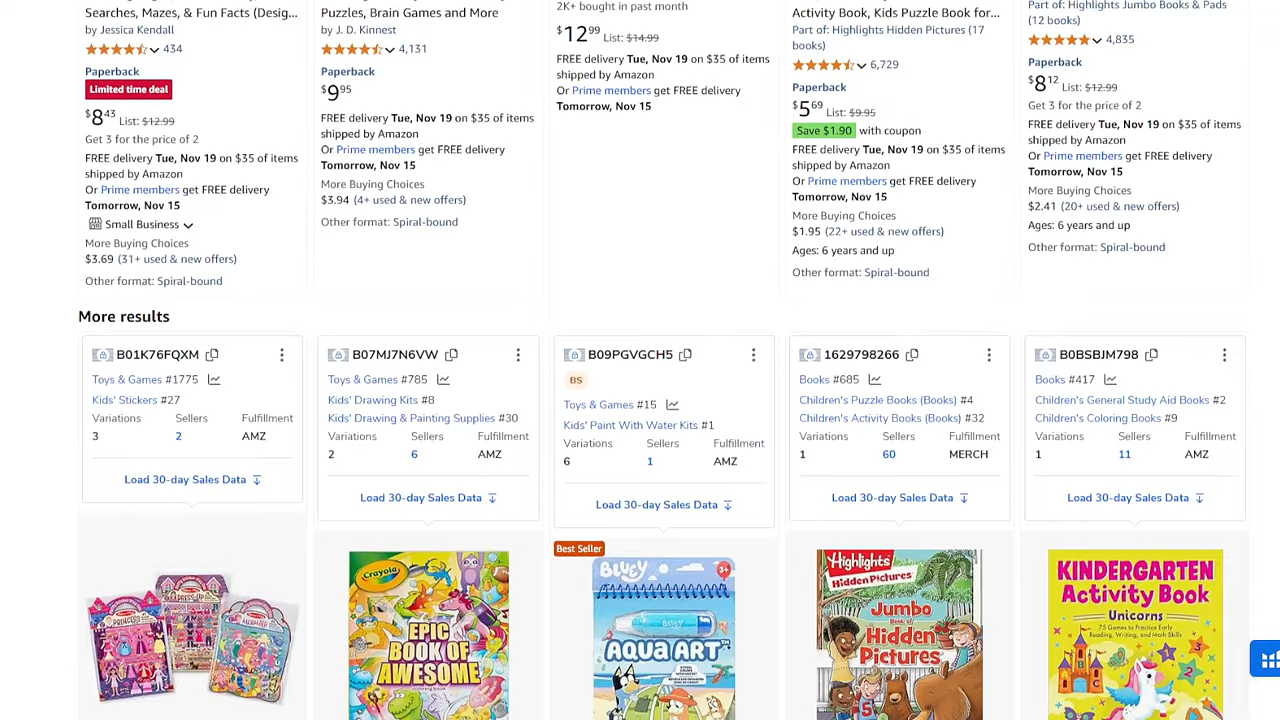 Searches, Mazes, & Fun Facts (Desig...
by Jessica Kendall
434
Paperback
Limited time deal
$8 43 List: $12.99
Get 3 for the price of 2
FREE delivery Tue, Nov 19 on $35 of items
shipped by Amazon
Or Prime members get FREE delivery
Tomorrow, Nov 15
Small Business
More Buying Choices
$3.69 (31+ used & new offers)
Other format: Spiral-bound
Puzzles, Brain Games and More
by J. D. Kinnest
4,131
Paperback
$9 95
FREE delivery Tue, Nov 19 on $35 of items
shipped by Amazon
Or Prime members get FREE delivery
Tomorrow, Nov 15
More Buying Choices
$3.94 (4+ used & new offers)
Other format: Spiral-bound
2K+ bought in past month
$12 99 List: $14.99
FREE delivery Tue, Nov 19 on $35 of items
shipped by Amazon
Or Prime members get FREE delivery
Tomorrow, Nov 15
Activity Book, Kids Puzzle Book for...
Part of: Highlights Hidden Pictures (17
books)
6,729
Paperback
$5 69 List: $9.95
Save $1.90 with coupon
FREE delivery Tue, Nov 19 on $35 of items
shipped by Amazon
Or Prime members get FREE delivery
Tomorrow, Nov 15
More Buying Choices
$1.95 (22+ used & new offers)
Ages: 6 years and up
Other format: Spiral-bound
Part of: Highlights Jumbo Books & Pads
(12 books)
4,835
Paperback
$8 12 List: $12.99
Get 3 for the price of 2
FREE delivery Tue, Nov 19 on $35 of items
shipped by Amazon
Or Prime members get FREE delivery
Tomorrow, Nov 15
More Buying Choices
$2.41 (20+ used & new offers)
Ages: 6 years and up
Other format: Spiral-bound
More results
B01K76FQXM
Toys & Games #1775
Kids' Stickers #27
Variations Sellers Fulfillment
3 2 AMZ
Load 30-day Sales Data
B07MJ7N6VW
Toys & Games #785
Kids' Drawing Kits #8
Kids' Drawing & Painting Supplies #30
Variations Sellers Fulfillment
2 6 AMZ
Load 30-day Sales Data
Crayola
EPIC
BOOK OF
AWESOME
B09PGVGCH5
BS
Toys & Games #15
Kids' Paint With Water Kits #1
Variations Sellers Fulfillment
6 1 AMZ
Load 30-day Sales Data
Best Seller
BLUEY
3+
BLUEY
AQUA ART
1629798266
Books #685
Children's Puzzle Books (Books) #4
Children's Activity Books (Books) #32
Variations Sellers Fulfillment
1 60 MERCH
Load 30-day Sales Data
Highlights
Hidden Pictures
Jumbo
Book of
Hidden
Pictures
B0BSBJM798
Books #417
Children's General Study Aid Books #2
Children's Coloring Books #9
Variations Sellers Fulfillment
1 11 AMZ
Load 30-day Sales Data
KINDERGARTEN
Activity Book
Unicorns
75 Games to Practice Early
Reading, Writing, and Math Skills